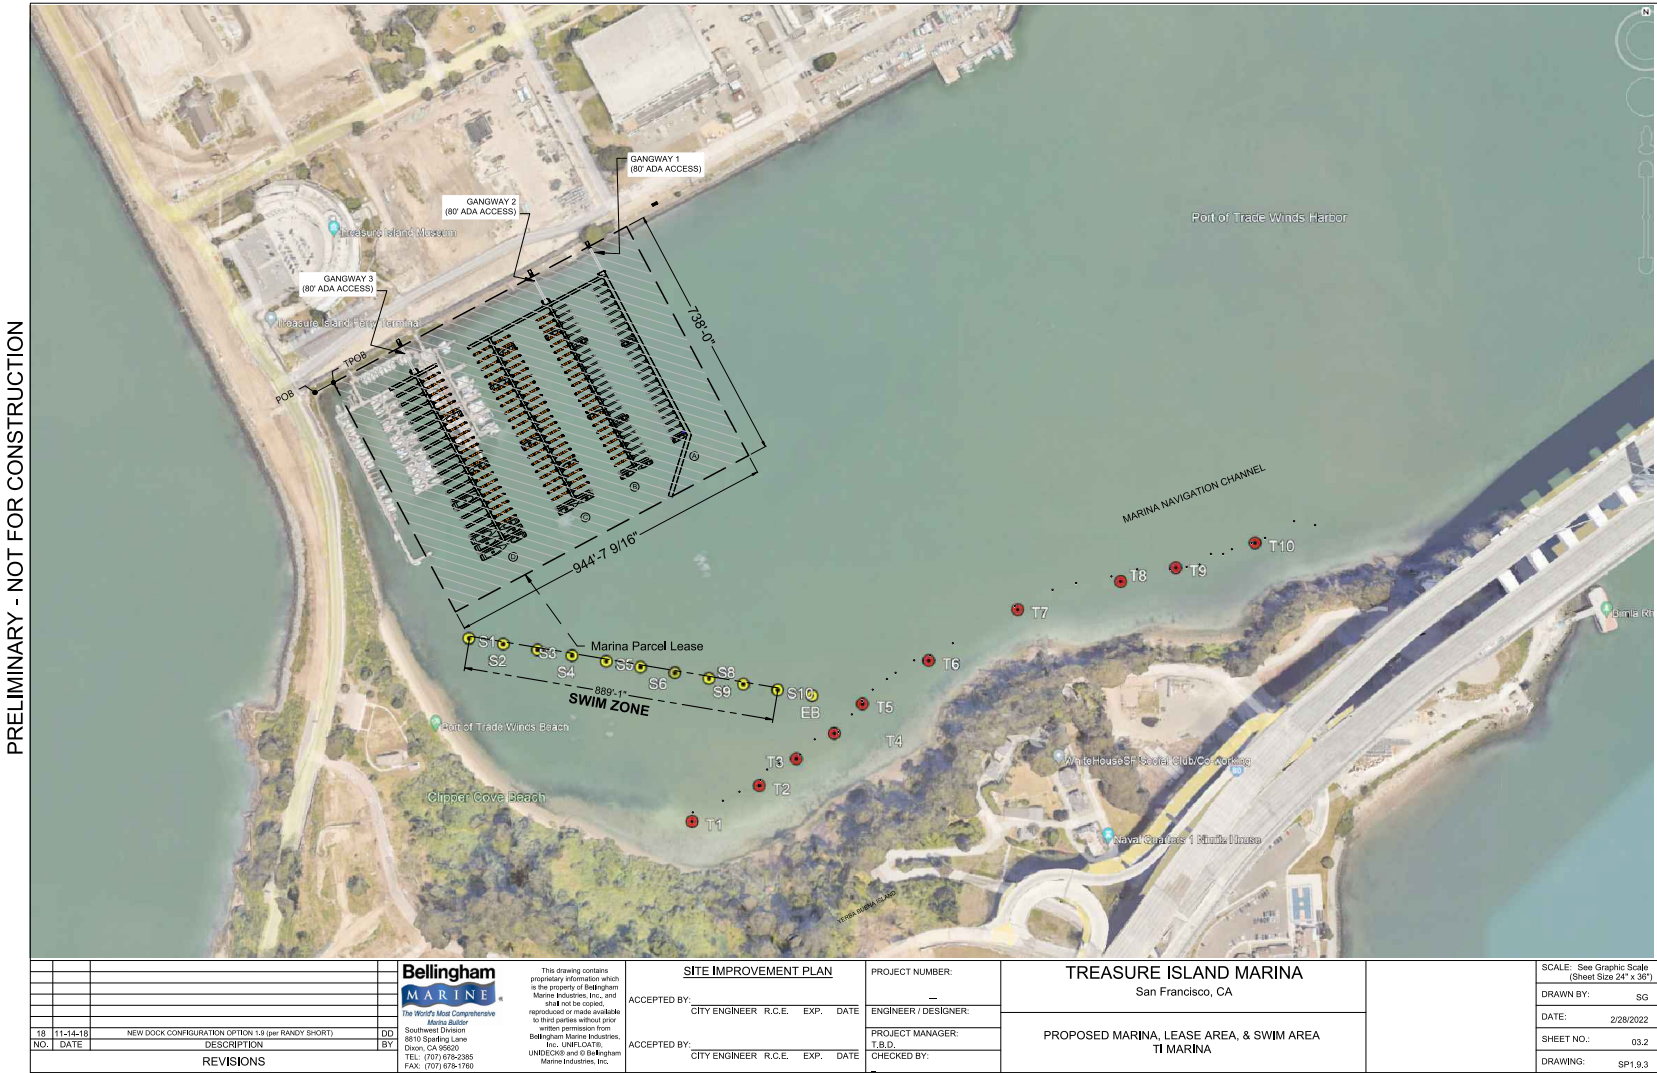 PRELIMINARY - NOT FOR CONSTRUCTION
N
GANGWAY 1
(80' ADA ACCESS)
GANGWAY 2
(80' ADA ACCESS)
GANGWAY 3
(80' ADA ACCESS)
Port of Trade Winds Harbor
Treasure Island Museum
Treasure Island Ferry Terminal
TPOB
POB
738'-0"
944'-7 9/16"
A
B
C
D
MARINA NAVIGATION CHANNEL
Marina Parcel Lease
S1
S2
S3
S4
S5
S6
S8
S9
S10
EB
889'-1"
SWIM ZONE
T1
T2
T3
T4
T5
T6
T7
T8
T9
T10
Port of Trade Winds Beach
Clipper Cove Beach
WhiteHouseSF Social Club/Co-working
Naval Quarters 1 Nimitz House
YERBA BUENA ISLAND
18 11-14-18 NEW DOCK CONFIGURATION OPTION 1.9 (per RANDY SHORT) DD
NO. DATE DESCRIPTION BY
REVISIONS
Bellingham
MARINE
The World's Most Comprehensive
Marina Builder
Southwest Division
8810 Sparling Lane
Dixon, CA 95620
TEL: (707) 678-2385
FAX: (707) 678-1760
This drawing contains
proprietary information which
is the property of Bellingham
Marine Industries, Inc., and
shall not be copied,
reproduced or made available
to third parties without prior
written permission from
Bellingham Marine Industries,
Inc. UNIFLOAT®,
UNIDECK® and © Bellingham
Marine Industries, Inc.
SITE IMPROVEMENT PLAN
ACCEPTED BY:
CITY ENGINEER R.C.E. EXP. DATE
ACCEPTED BY:
CITY ENGINEER R.C.E. EXP. DATE
PROJECT NUMBER:
—
ENGINEER / DESIGNER:
PROJECT MANAGER:
T.B.D.
CHECKED BY:
–
TREASURE ISLAND MARINA
San Francisco, CA
PROPOSED MARINA, LEASE AREA, & SWIM AREA
TI MARINA
SCALE: See Graphic Scale
(Sheet Size 24" x 36")
DRAWN BY: SG
DATE: 2/28/2022
SHEET NO.: 03.2
DRAWING: SP1.9.3